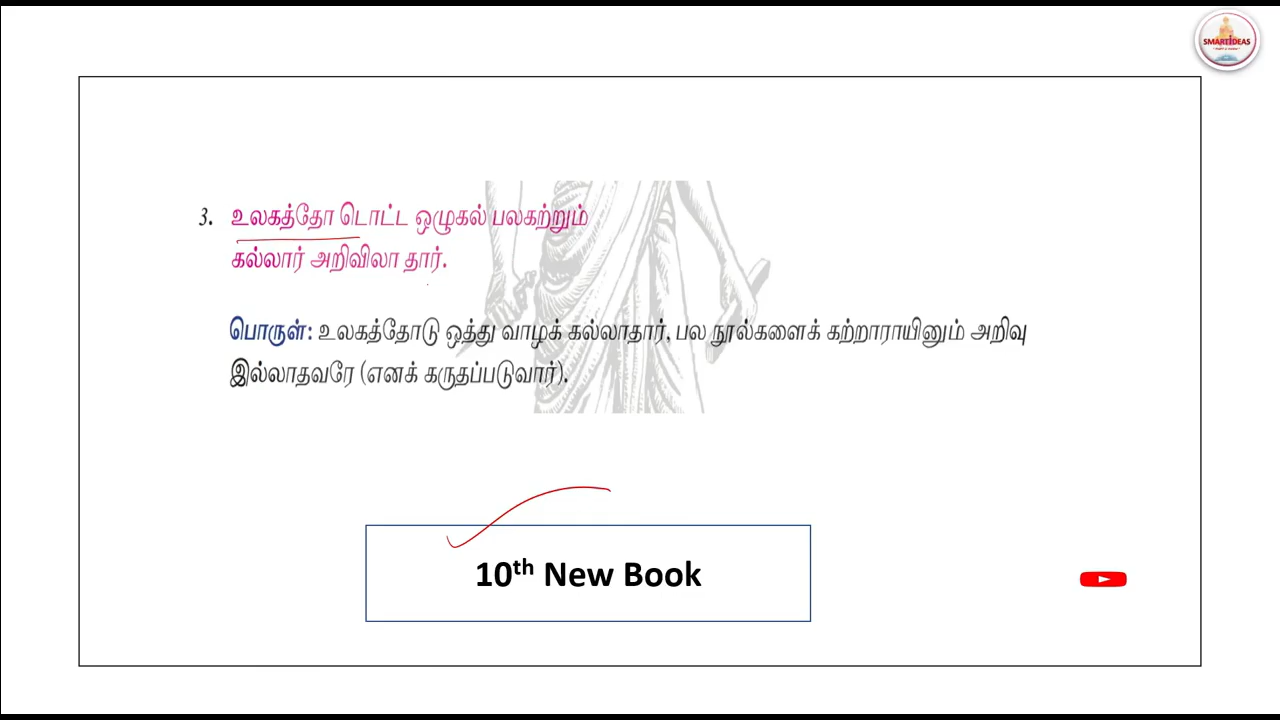 SMARTIDEAS
3. உலகத்தோ டொட்ட ஒழுகல் பலகற்றும்
கல்லார் அறிவிலா தார்.
பொருள்: உலகத்தோடு ஒத்து வாழக் கல்லாதார், பல நூல்களைக் கற்றாராயினும் அறிவு
இல்லாதவரே (எனக் கருதப்படுவார்).
10th New Book